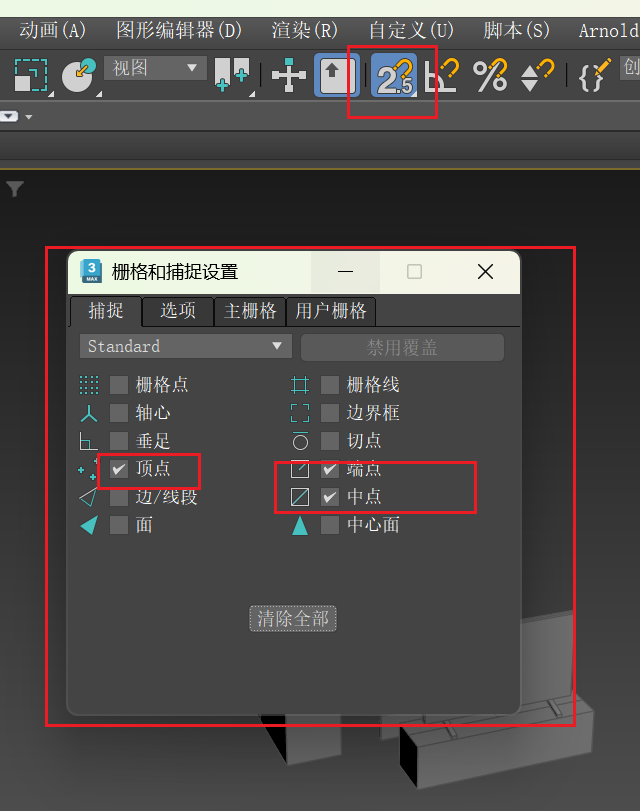 动画(A) 图形编辑器(D) 渲染(R) 自定义(U) 脚本(S) Arnold
视图 2.5 创
3 MAX 栅格和捕捉设置
捕捉 选项 主栅格 用户栅格
Standard 禁用覆盖
栅格点 栅格线
轴心 边界框
垂足 切点
顶点 端点
边/线段 中点
面 中心面
清除全部